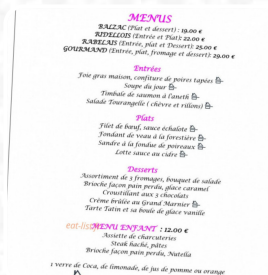 MENUS
BALZAC (Plat et dessert) : 19.00 €
RIDELLOIS (Entrée et Plat): 22.00 €
RABELAIS (Entrée, plat et Dessert): 25.00 €
GOURMAND (Entrée, plat, fromage et dessert): 29.00 €
Entrées
Foie gras maison, confiture de poires tapées
Soupe du jour
Timbale de saumon à l'aneth
Salade Tourangelle ( chèvre et rillons)
Plats
Filet de bœuf, sauce échalote
Fondant de veau à la forestière
Sandre à la fondue de poireaux
Lotte sauce au cidre
Desserts
Assortiment de 3 fromages, bouquet de salade
Brioche façon pain perdu, glace caramel
Croustillant aux 3 chocolats
Crème brûlée au Grand Marnier
Tarte Tatin et sa boule de glace vanille
eat-list
MENU ENFANT : 12.00 €
Assiette de charcuteries
Steak haché, pâtes
Brioche façon pain perdu, Nutella
1 verre de Coca, de limonade, de jus de pomme ou orange